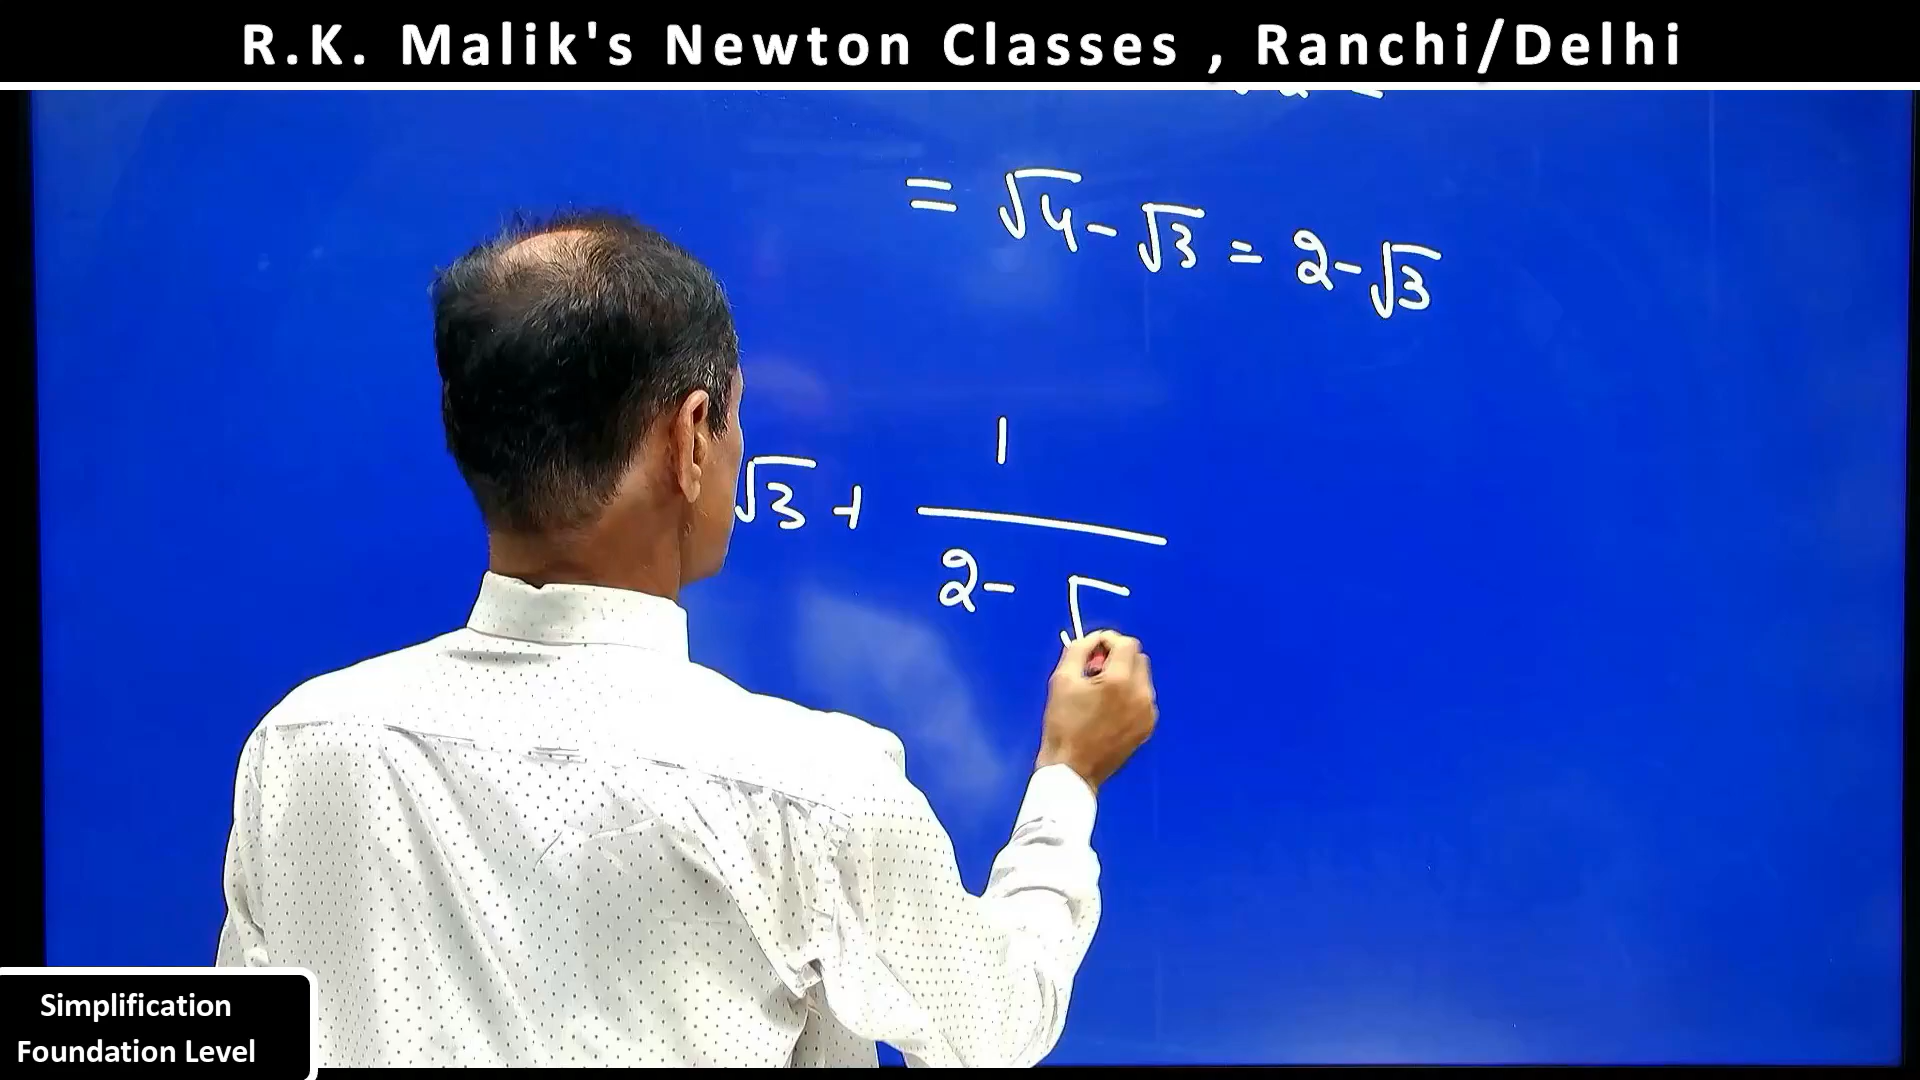 R.K. Malik's Newton Classes , Ranchi/Delhi
= √4 - √3 = 2 - √3
√3 + 1
2 - √
Simplification
Foundation Level